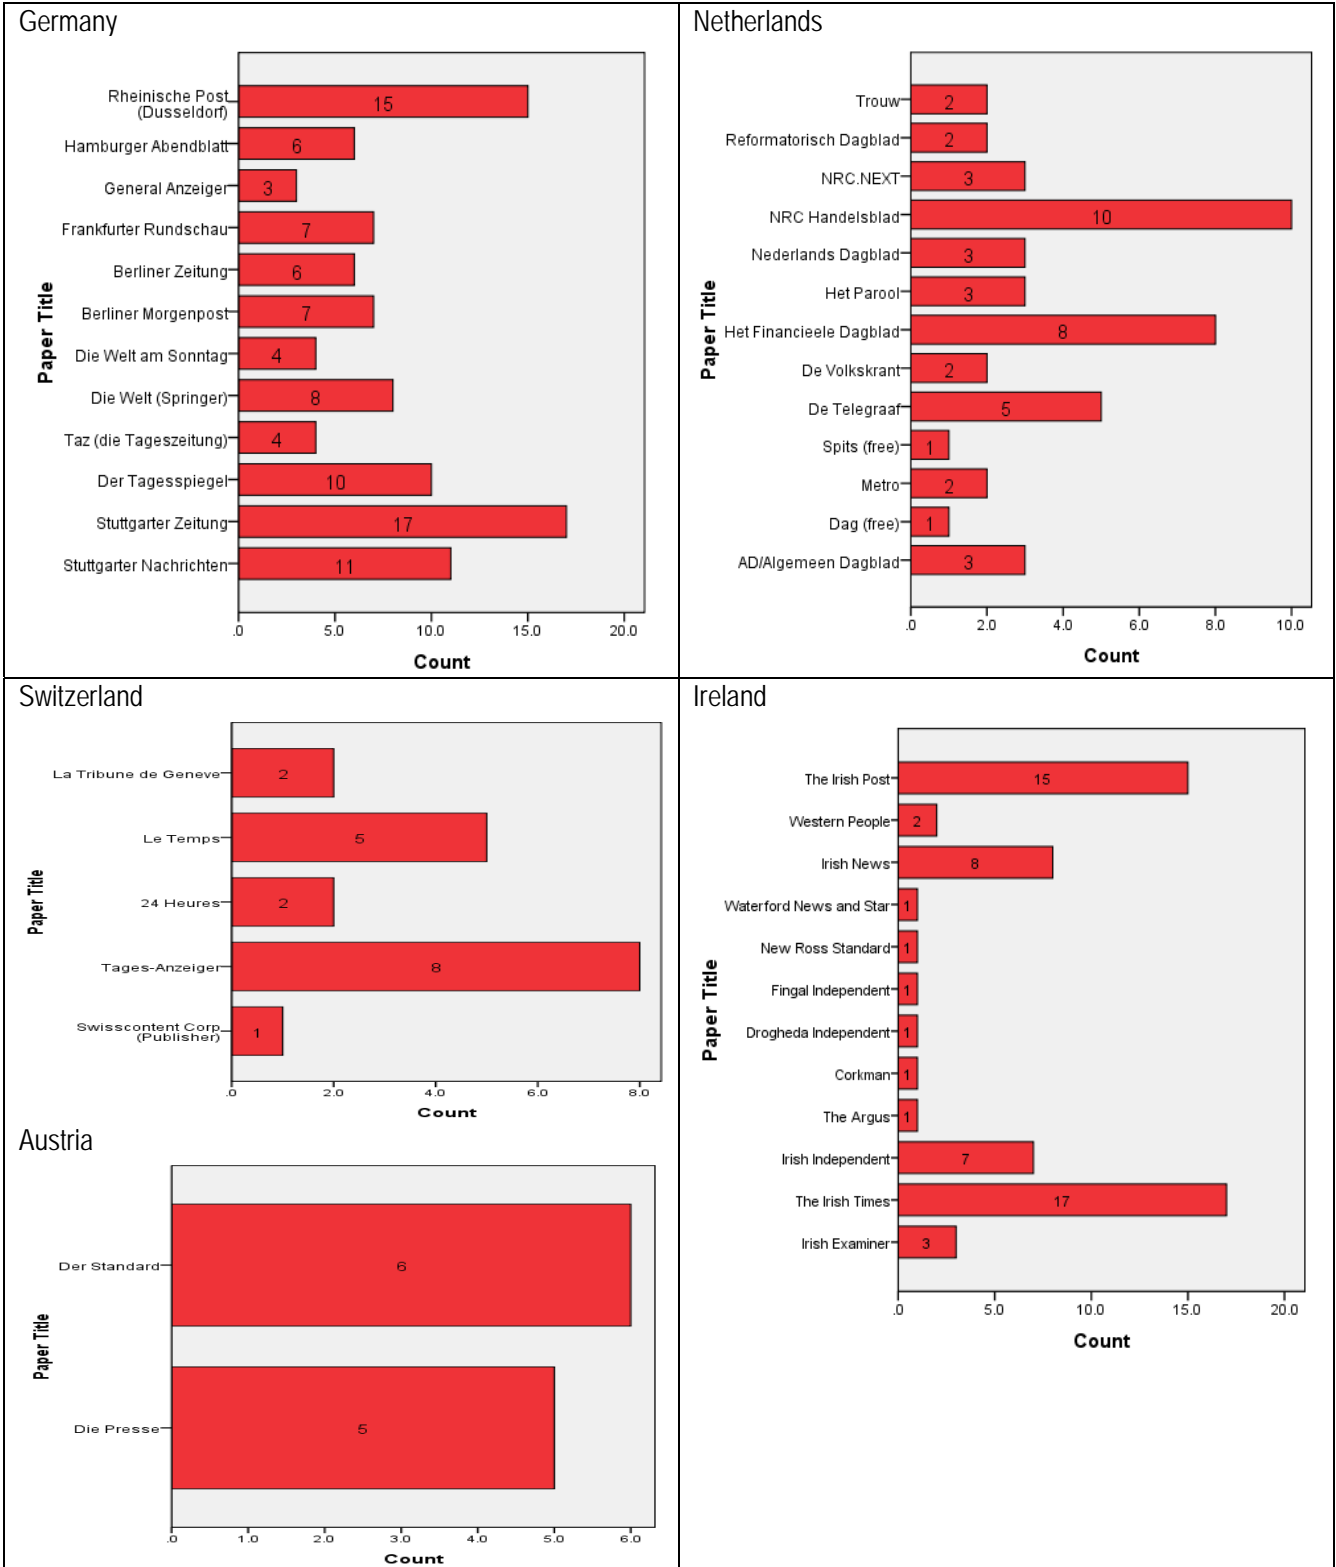 Germany
Paper Title
Rheinische Post
(Dusseldorf)
15
Hamburger Abendblatt
6
General Anzeiger
3
Frankfurter Rundschau
7
Berliner Zeitung
6
Berliner Morgenpost
7
Die Welt am Sonntag
4
Die Welt (Springer)
8
Taz (die Tageszeitung)
4
Der Tagesspiegel
10
Stuttgarter Zeitung
17
Stuttgarter Nachrichten
11
.0 5.0 10.0 15.0 20.0
Count
Netherlands
Paper Title
Trouw
2
Reformatorisch Dagblad
2
NRC.NEXT
3
NRC Handelsblad
10
Nederlands Dagblad
3
Het Parool
3
Het Financieele Dagblad
8
De Volkskrant
2
De Telegraaf
5
Spits (free)
1
Metro
2
Dag (free)
1
AD/Algemeen Dagblad
3
.0 2.0 4.0 6.0 8.0 10.0
Count
Switzerland
Paper Title
La Tribune de Geneve
2
Le Temps
5
24 Heures
2
Tages-Anzeiger
8
Swisscontent Corp
(Publisher)
1
.0 2.0 4.0 6.0 8.0
Count
Austria
Paper Title
Der Standard
6
Die Presse
5
.0 1.0 2.0 3.0 4.0 5.0 6.0
Count
Ireland
Paper Title
The Irish Post
15
Western People
2
Irish News
8
Waterford News and Star
1
New Ross Standard
1
Fingal Independent
1
Drogheda Independent
1
Corkman
1
The Argus
1
Irish Independent
7
The Irish Times
17
Irish Examiner
3
.0 5.0 10.0 15.0 20.0
Count